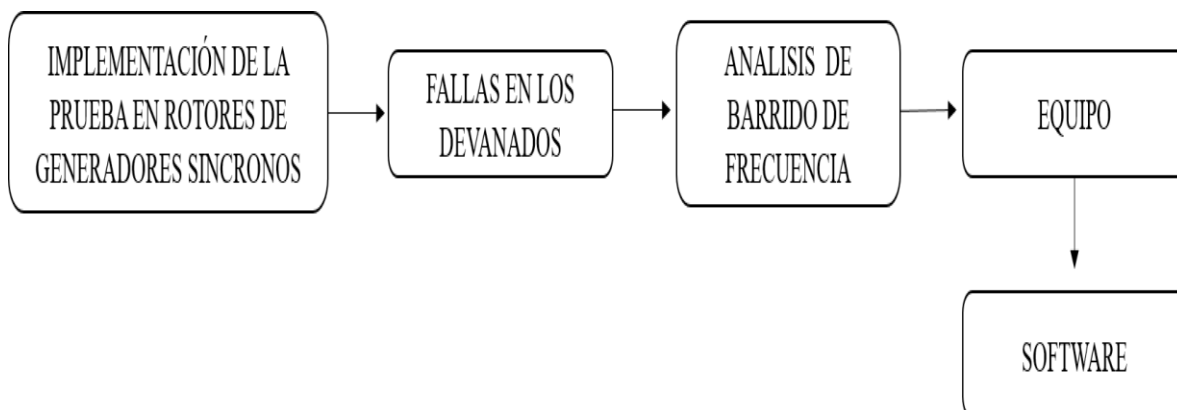 IMPLEMENTACIÓN DE LA
PRUEBA EN ROTORES DE
GENERADORES SINCRONOS
FALLAS EN LOS
DEVANADOS
ANALISIS DE
BARRIDO DE
FRECUENCIA
EQUIPO
SOFTWARE